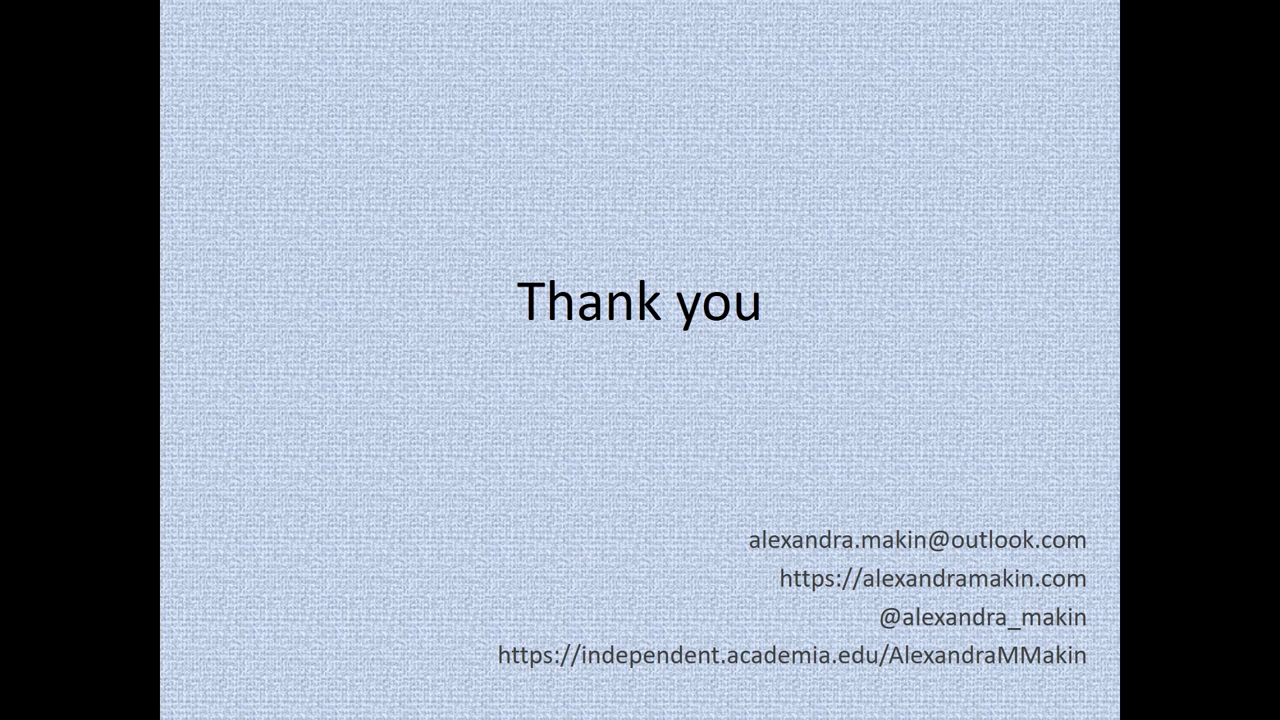 Thank you
alexandra.makin@outlook.com
https://alexandramakin.com
@alexandra_makin
https://independent.academia.edu/AlexandraMMakin